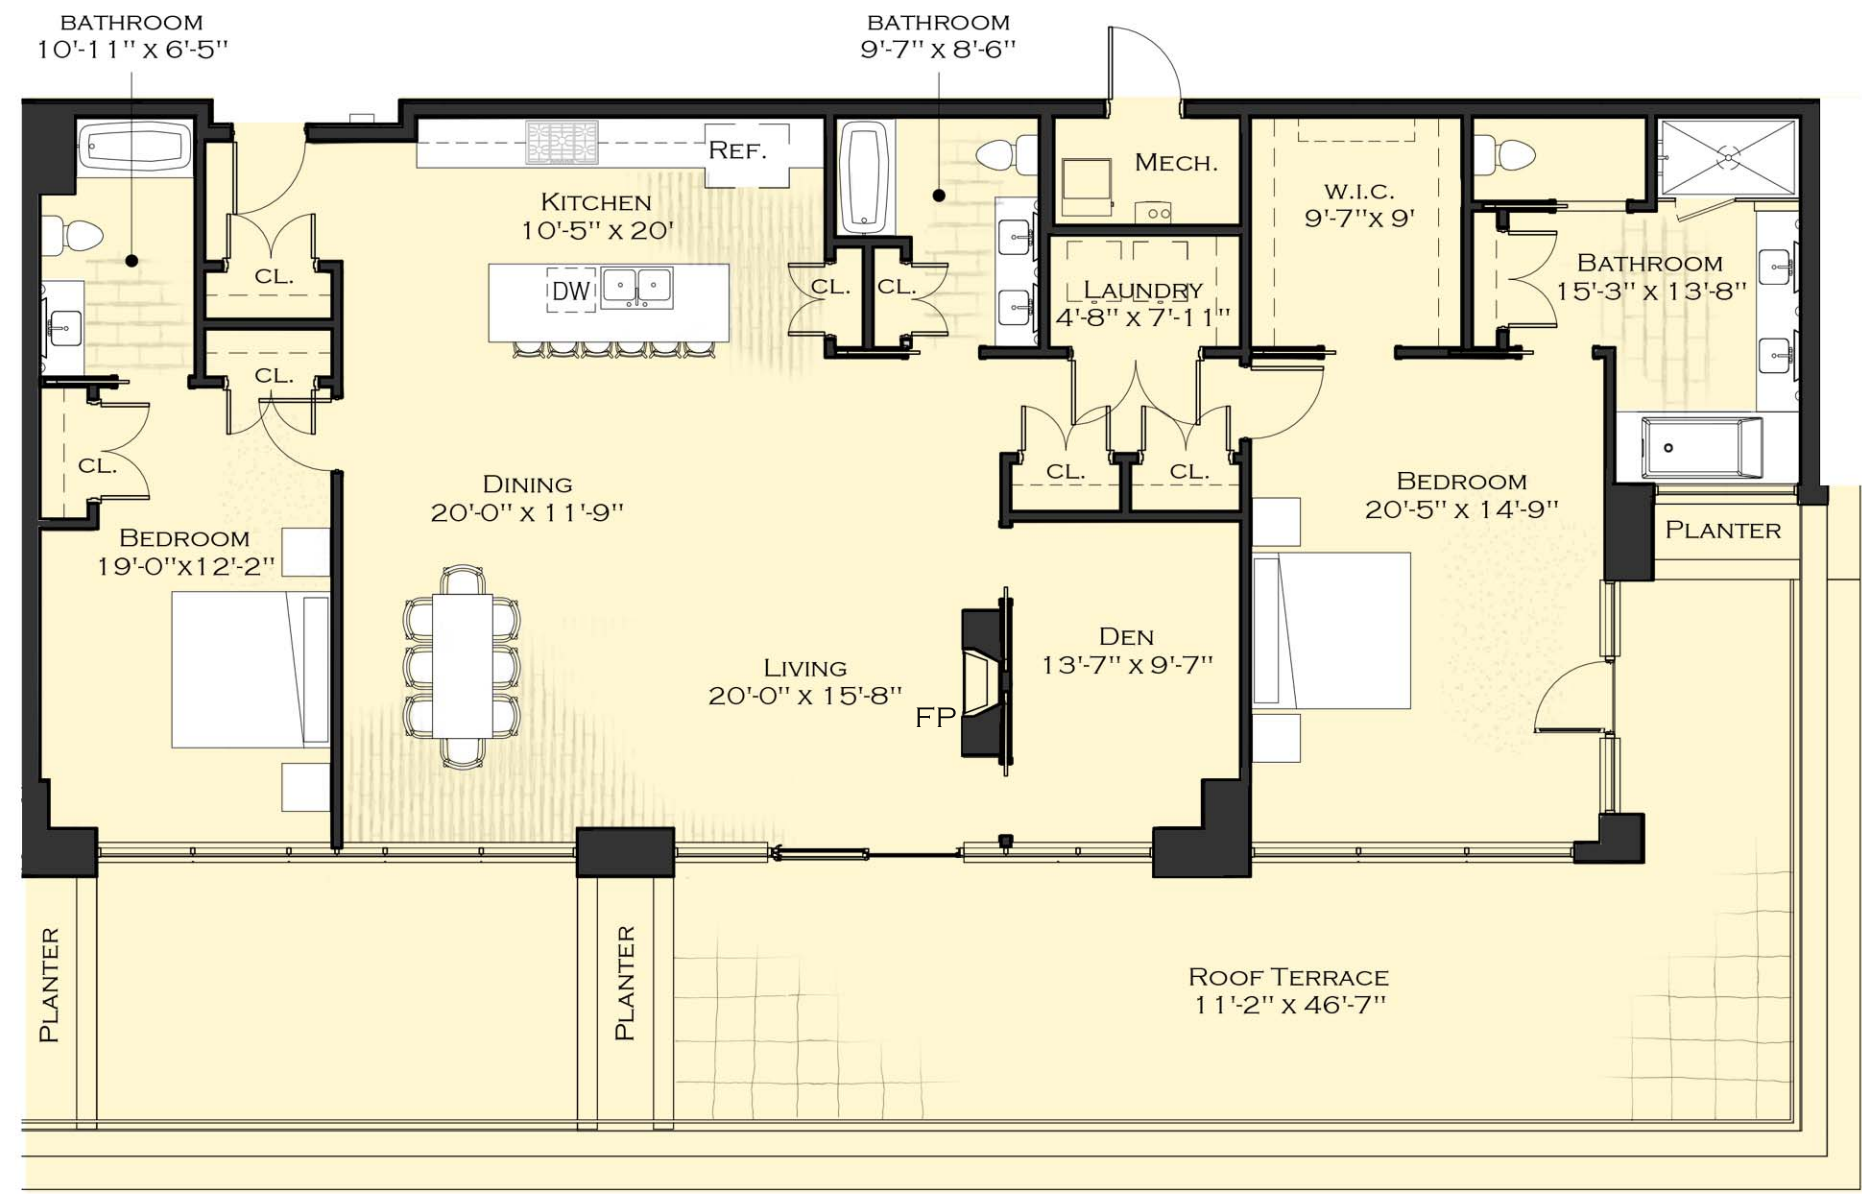 BATHROOM
10'-11" X 6'-5"
BATHROOM
9'-7" X 8'-6"
REF.
MECH.
KITCHEN
10'-5" X 20'
W.I.C.
9'-7"X 9'
BATHROOM
15'-3" X 13'-8"
CL.
DW
CL.
CL.
LAUNDRY
4'-8" X 7'-11"
CL.
CL.
CL.
CL.
DINING
20'-0" X 11'-9"
BEDROOM
20'-5" X 14'-9"
BEDROOM
19'-0"X12'-2"
PLANTER
DEN
13'-7" X 9'-7"
LIVING
20'-0" X 15'-8"
FP
PLANTER
PLANTER
ROOF TERRACE
11'-2" X 46'-7"